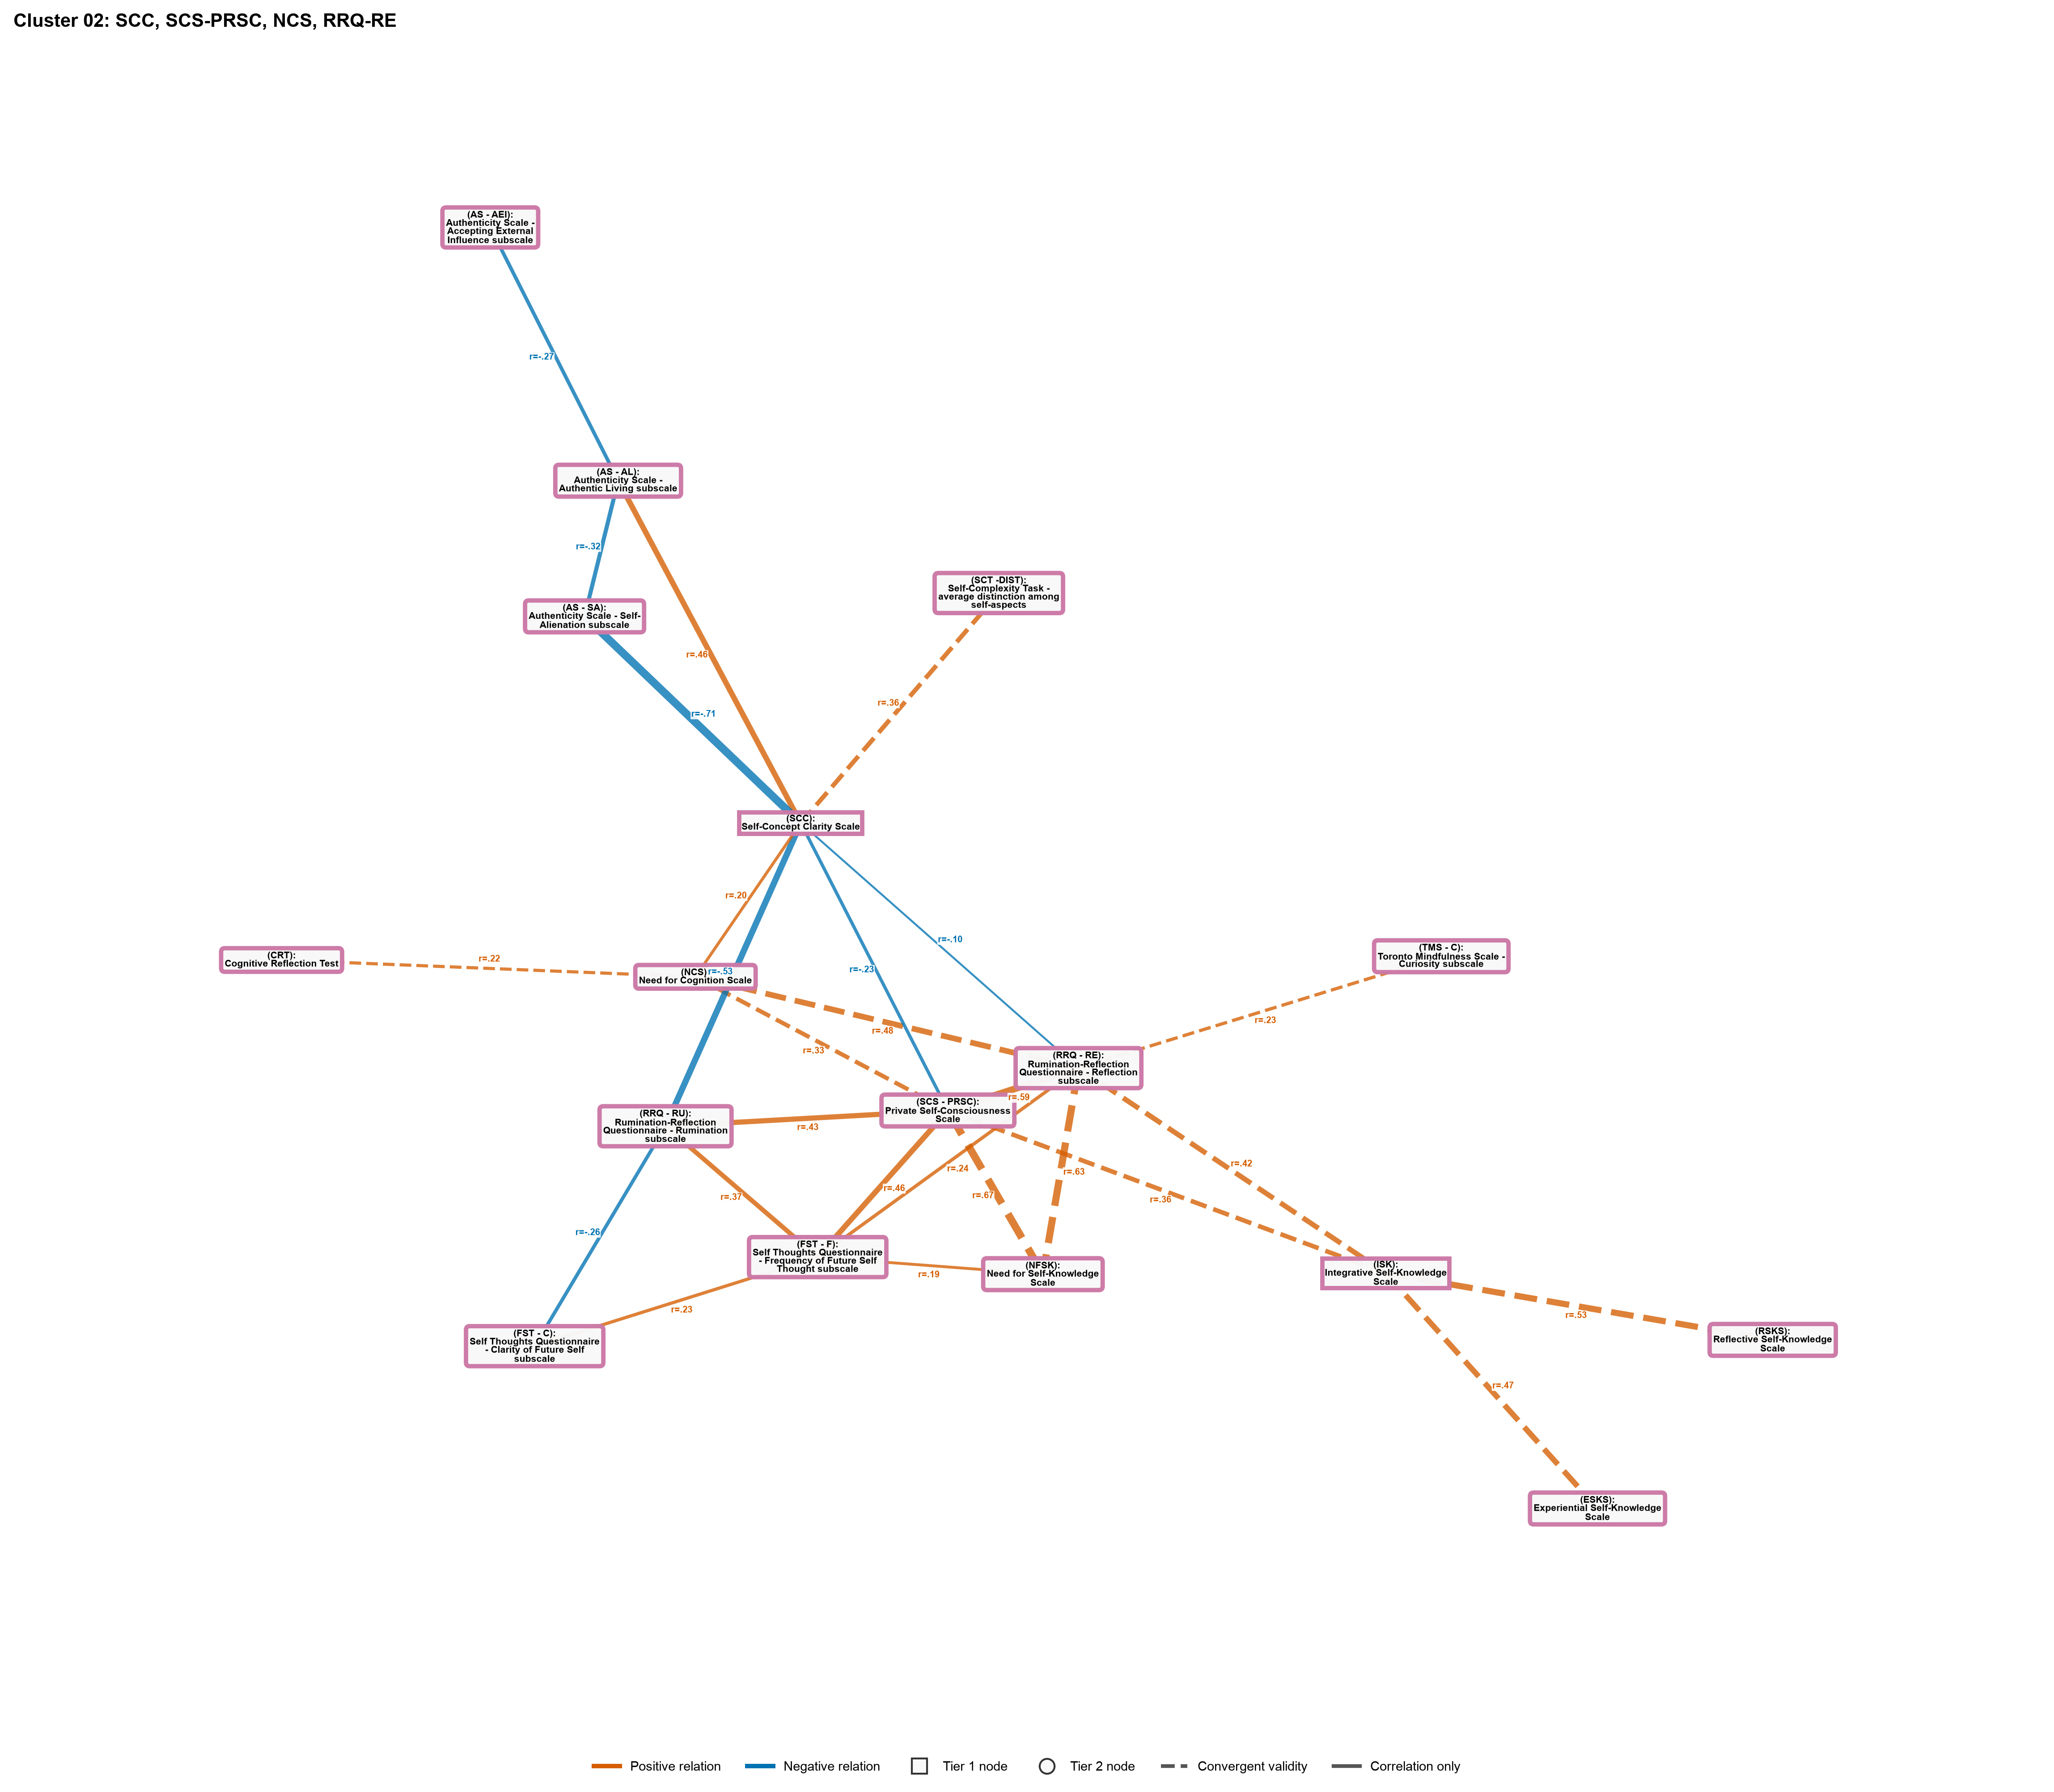 Cluster 02: SCC, SCS-PRSC, NCS, RRQ-RE
(AS - AEI):
Authenticity Scale -
Accepting External
Influence subscale
r=-.27
(AS - AL):
Authenticity Scale -
Authentic Living subscale
r=-.32
(AS - SA):
Authenticity Scale - Self-
Alienation subscale
(SCT -DIST):
Self-Complexity Task -
average distinction among
self-aspects
r=.46
r=.36
r=-.71
(SCC):
Self-Concept Clarity Scale
r=.20
r=-.10
(CRT):
Cognitive Reflection Test
r=.22
(NCS)
Need for Cognition Scale
r=-.53
r=-.23
(TMS - C):
Toronto Mindfulness Scale -
Curiosity subscale
r=.23
r=.48
r=.33
(RRQ - RE):
Rumination-Reflection
Questionnaire - Reflection
subscale
r=.59
(SCS - PRSC):
Private Self-Consciousness
Scale
(RRQ - RU):
Rumination-Reflection
Questionnaire - Rumination
subscale
r=.43
r=.24
r=.63
r=.42
r=.37
r=.46
r=.67
r=.36
r=-.26
(FST - F):
Self Thoughts Questionnaire
- Frequency of Future Self
Thought subscale
r=.19
(NFSK):
Need for Self-Knowledge
Scale
(ISK):
Integrative Self-Knowledge
Scale
r=.53
r=.23
(FST - C):
Self Thoughts Questionnaire
- Clarity of Future Self
subscale
(RSKS):
Reflective Self-Knowledge
Scale
r=.47
(ESKS):
Experiential Self-Knowledge
Scale
Positive relation
Negative relation
Tier 1 node
Tier 2 node
Convergent validity
Correlation only